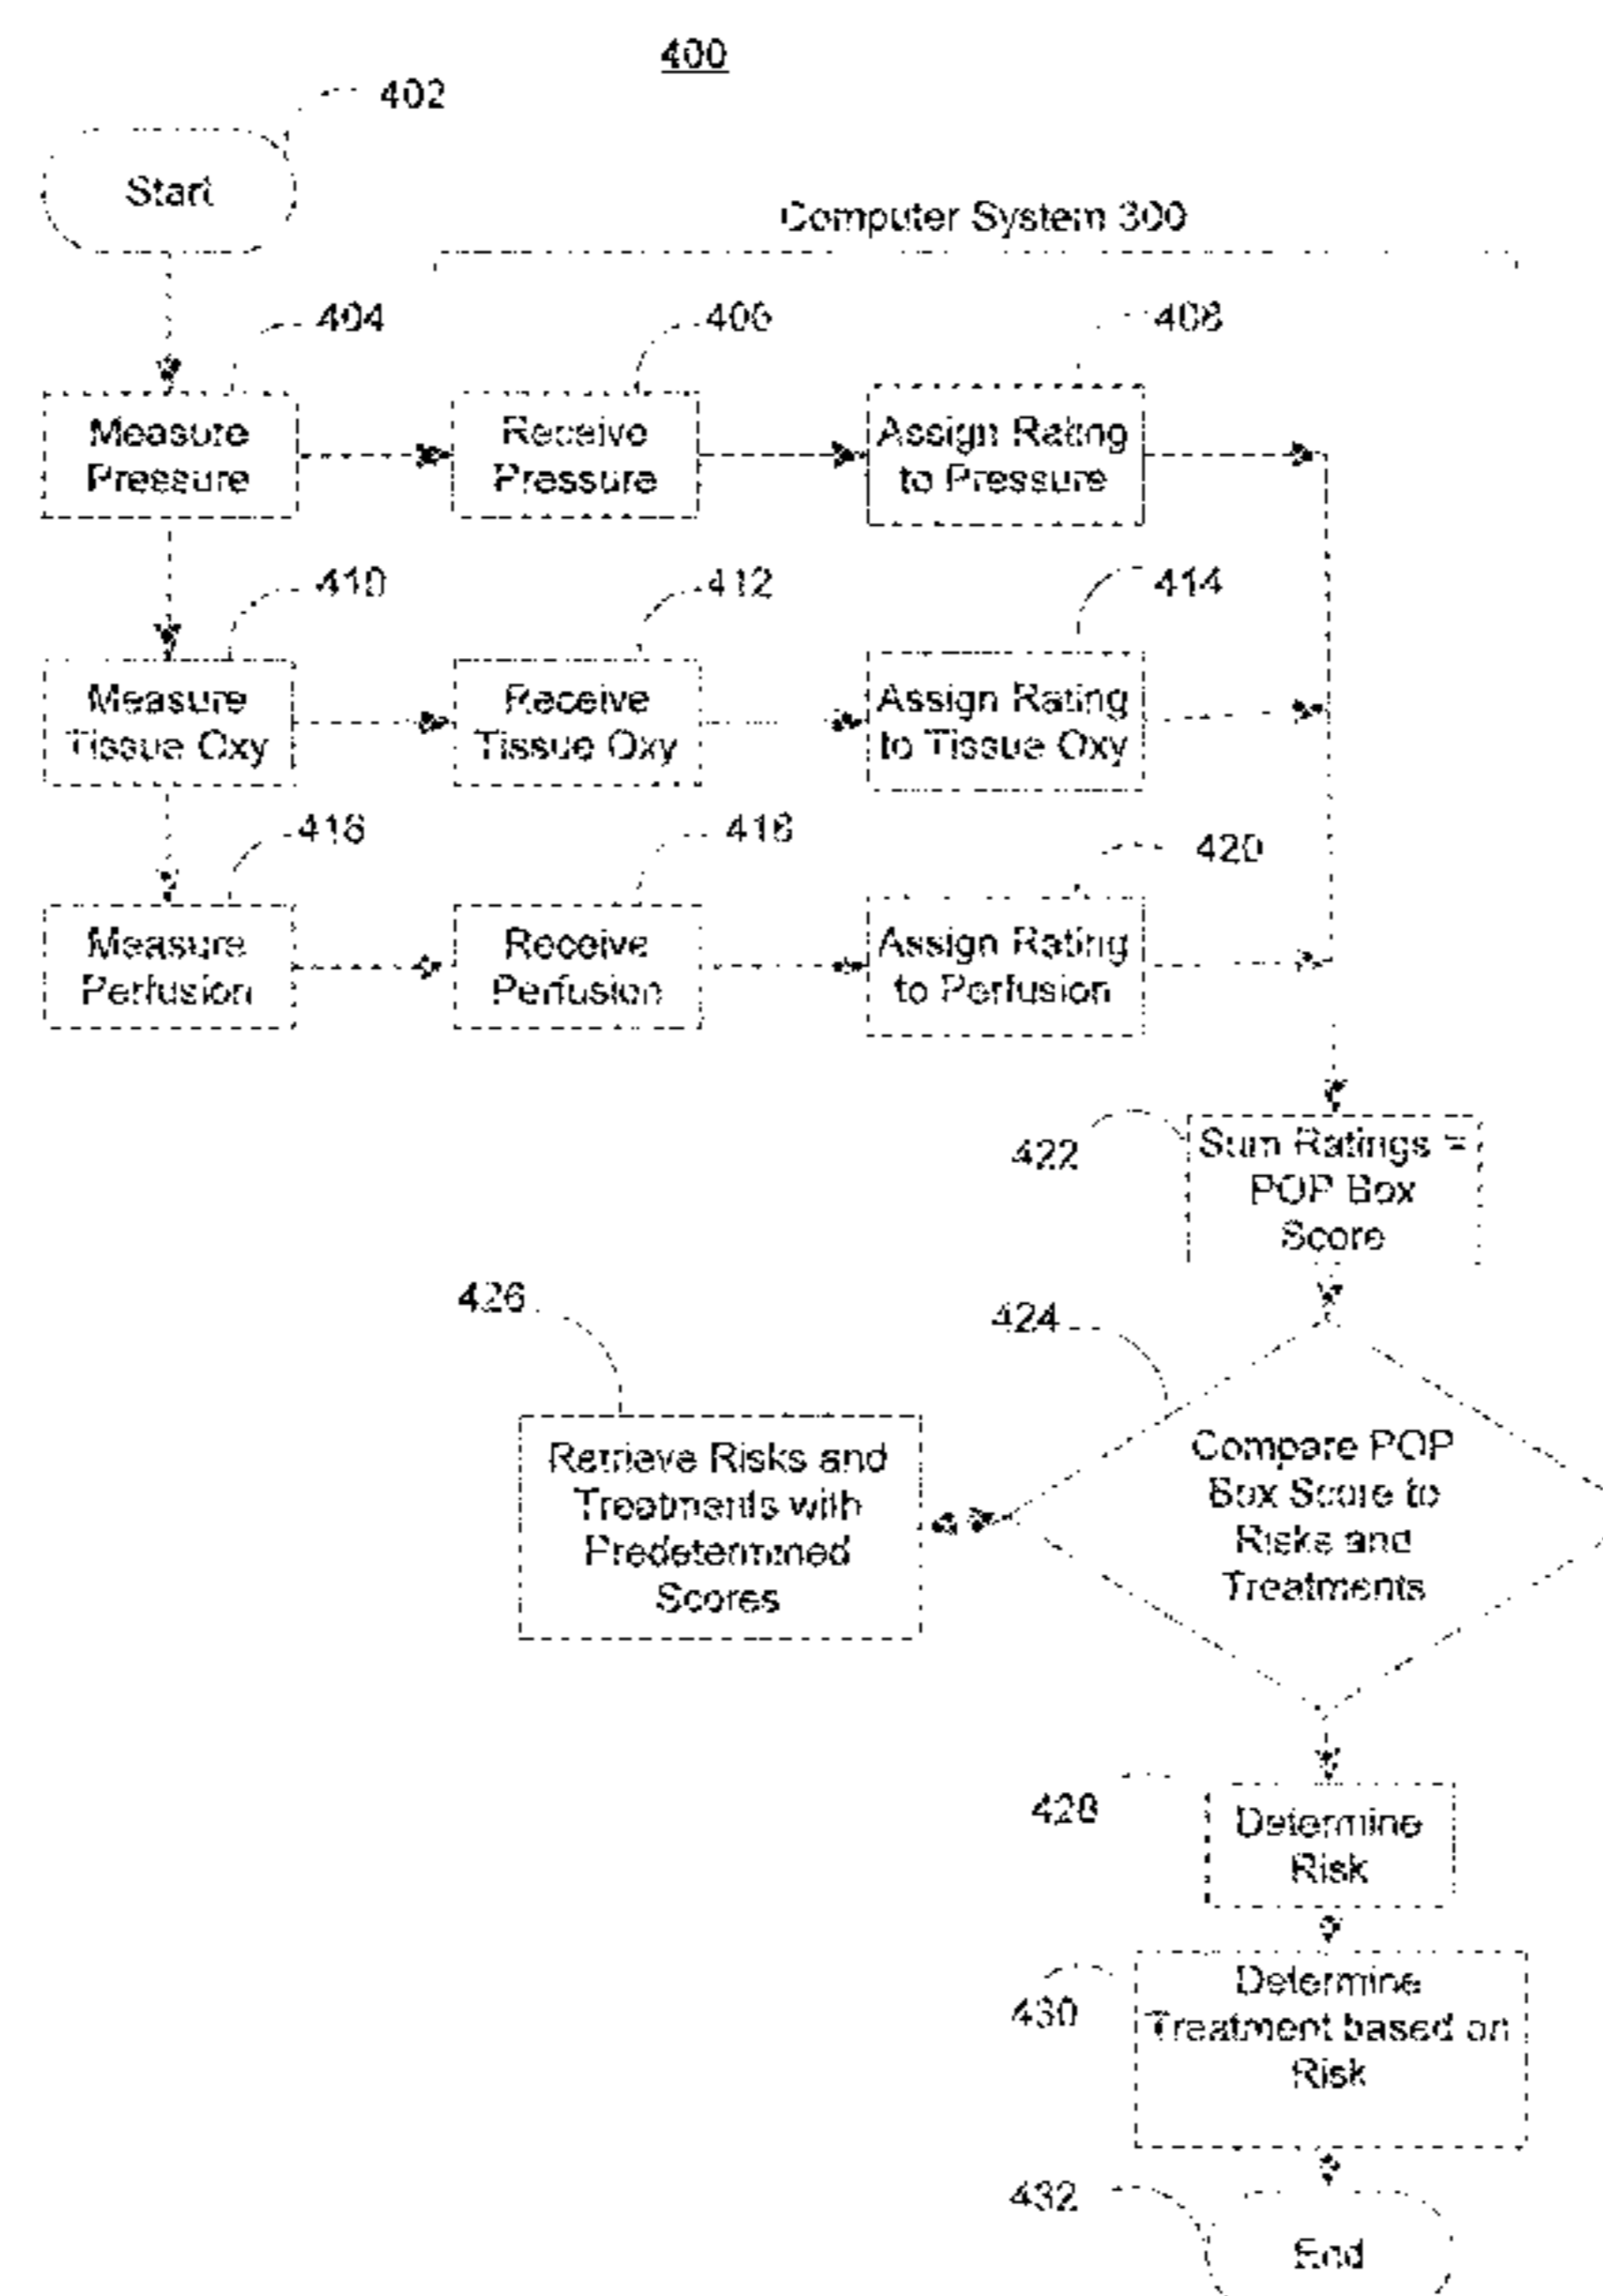 400
402
Start
Computer System 300
404
406
408
Measure
Pressure
Receive
Pressure
Assign Rating
to Pressure
410
412
414
Measure
Tissue Oxy
Receive
Tissue Oxy
Assign Rating
to Tissue Oxy
416
418
420
Measure
Perfusion
Receive
Perfusion
Assign Rating
to Perfusion
422
Sum Ratings =
POP Box
Score
426
424
Retrieve Risks and
Treatments with
Predetermined
Scores
Compare POP
Box Score to
Risks and
Treatments
428
Determine
Risk
430
Determine
Treatment based on
Risk
432
End